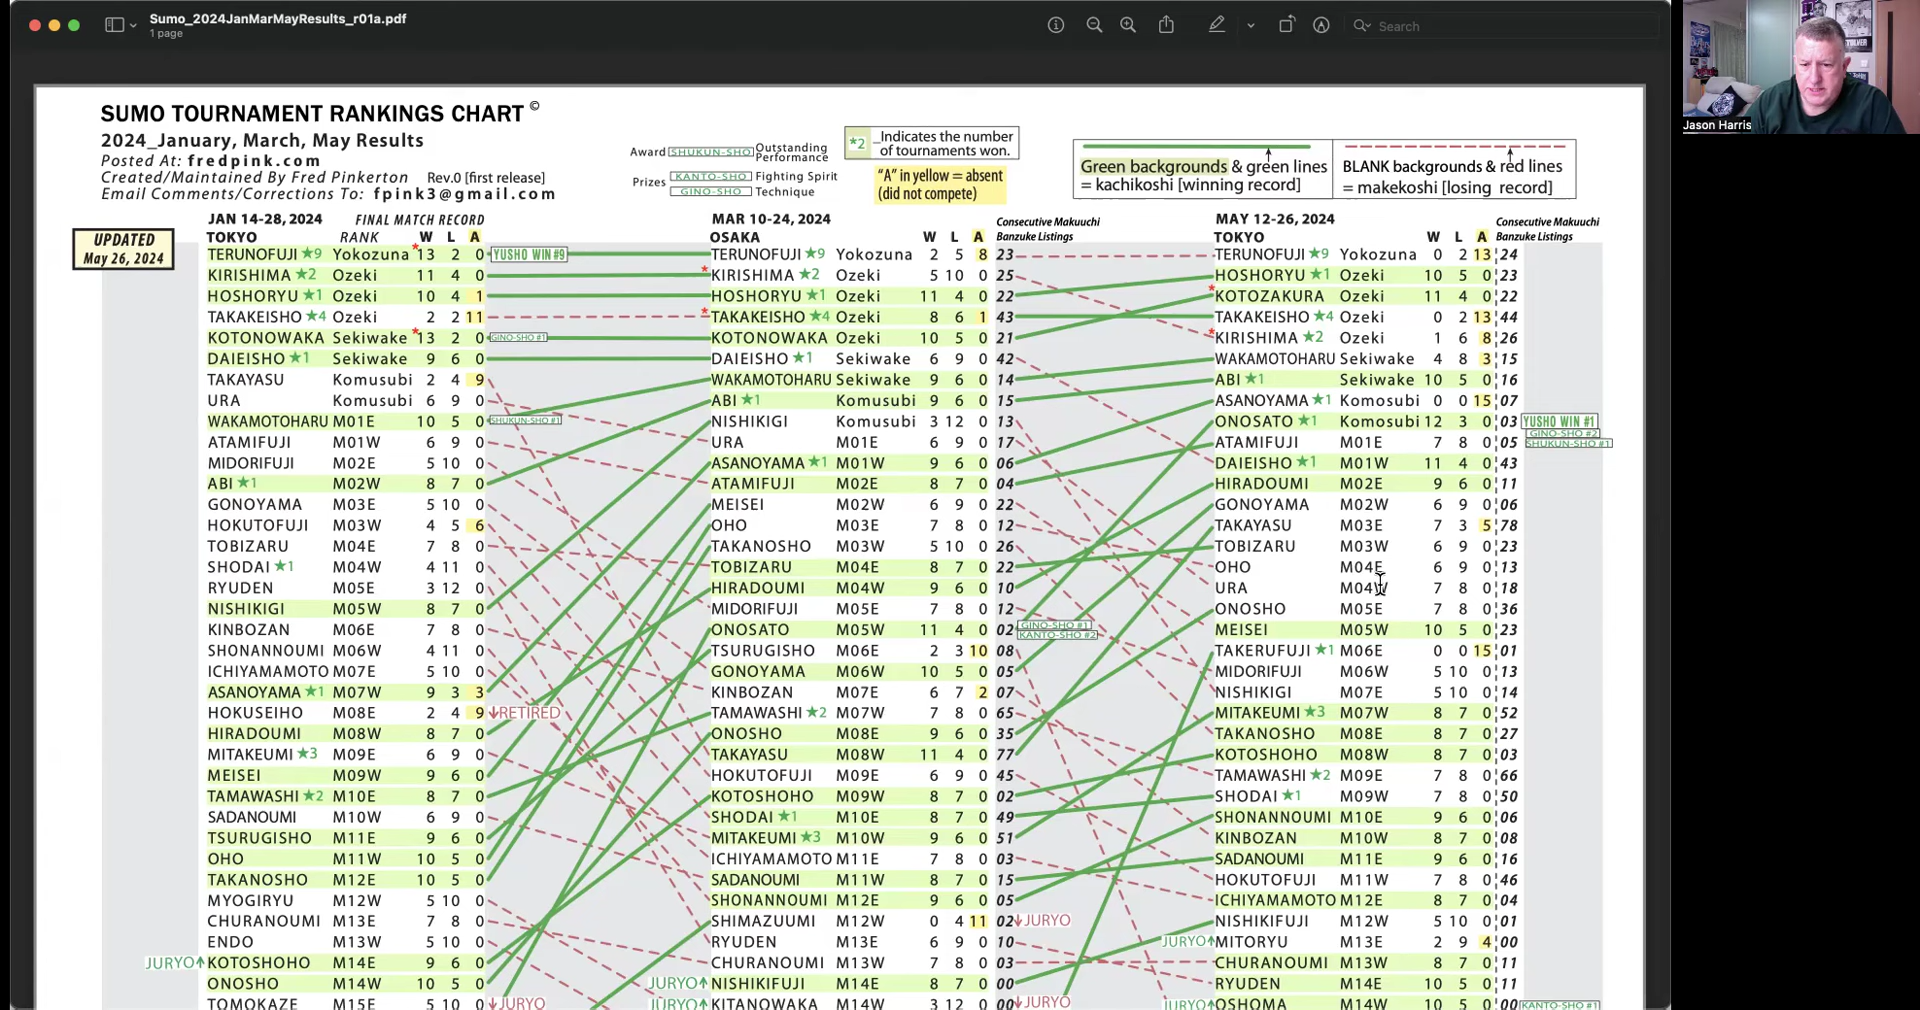 Sumo_2024JanMarMayResults_r01a.pdf
1 page
Search
Jason Harris
SUMO TOURNAMENT RANKINGS CHART ©
2024_January, March, May Results
Posted At: fredpink.com
Created/Maintained By Fred Pinkerton Rev.0 [first release]
Email Comments/Corrections To: fpink3@gmail.com
Award SHUKUN-SHO Outstanding Performance
Prizes KANTO-SHO Fighting Spirit
GINO-SHO Technique
*2 –Indicates the number
of tournaments won.
"A" in yellow = absent
(did not compete)
Green backgrounds & green lines
= kachikoshi [winning record]
BLANK backgrounds & red lines
= makekoshi [losing record]
UPDATED
May 26, 2024
JAN 14-28, 2024 FINAL MATCH RECORD
TOKYO RANK W L A
TERUNOFUJI ★9 Yokozuna *13 2 0 YUSHO WIN #9
KIRISHIMA ★2 Ozeki 11 4 0
HOSHORYU ★1 Ozeki 10 4 1
TAKAKEISHO ★4 Ozeki 2 2 11
KOTONOWAKA Sekiwake *13 2 0 GINO-SHO #1
DAIEISHO ★1 Sekiwake 9 6 0
TAKAYASU Komusubi 2 4 9
URA Komusubi 6 9 0
WAKAMOTOHARU M01E 10 5 0 SHUKUN-SHO #1
ATAMIFUJI M01W 6 9 0
MIDORIFUJI M02E 5 10 0
ABI ★1 M02W 8 7 0
GONOYAMA M03E 5 10 0
HOKUTOFUJI M03W 4 5 6
TOBIZARU M04E 7 8 0
SHODAI ★1 M04W 4 11 0
RYUDEN M05E 3 12 0
NISHIKIGI M05W 8 7 0
KINBOZAN M06E 7 8 0
SHONANNOUMI M06W 4 11 0
ICHIYAMAMOTO M07E 5 10 0
ASANOYAMA ★1 M07W 9 3 3
HOKUSEIHO M08E 2 4 9 ↓RETIRED
HIRADOUMI M08W 8 7 0
MITAKEUMI ★3 M09E 6 9 0
MEISEI M09W 9 6 0
TAMAWASHI ★2 M10E 8 7 0
SADANOUMI M10W 6 9 0
TSURUGISHO M11E 9 6 0
OHO M11W 10 5 0
TAKANOSHO M12E 10 5 0
MYOGIRYU M12W 5 10 0
CHURANOUMI M13E 7 8 0
ENDO M13W 5 10 0
JURYO↑ KOTOSHOHO M14E 9 6 0
ONOSHO M14W 10 5 0
TOMOKAZE M15E 5 10 0 ↓JURYO
MAR 10-24, 2024 Consecutive Makuuchi
OSAKA W L A Banzuke Listings
TERUNOFUJI ★9 Yokozuna 2 5 8 23
*KIRISHIMA ★2 Ozeki 5 10 0 25
HOSHORYU ★1 Ozeki 11 4 0 22
*TAKAKEISHO ★4 Ozeki 8 6 1 43
KOTONOWAKA Ozeki 10 5 0 21
DAIEISHO ★1 Sekiwake 6 9 0 42
WAKAMOTOHARU Sekiwake 9 6 0 14
ABI ★1 Komusubi 9 6 0 15
NISHIKIGI Komusubi 3 12 0 13
URA M01E 6 9 0 17
ASANOYAMA ★1 M01W 9 6 0 06
ATAMIFUJI M02E 8 7 0 04
MEISEI M02W 5 10 0 22
OHO M03E 7 8 0 12
TAKANOSHO M03W 5 10 0 26
TOBIZARU M04E 8 7 0 22
HIRADOUMI M04W 9 6 0 10
MIDORIFUJI M05E 7 8 0 12
ONOSATO M05W 11 4 0 02 GINO-SHO #1 KANTO-SHO #2
TSURUGISHO M06E 2 3 10 08
GONOYAMA M06W 10 5 0 05
KINBOZAN M07E 6 7 2 07
TAMAWASHI ★2 M07W 7 8 0 65
ONOSHO M08E 9 6 0 35
TAKAYASU M08W 11 4 0 77
HOKUTOFUJI M09E 6 9 0 45
KOTOSHOHO M09W 8 7 0 02
SHODAI ★1 M10E 8 7 0 49
MITAKEUMI ★3 M10W 9 6 0 51
ICHIYAMAMOTO M11E 7 8 0 03
SADANOUMI M11W 8 7 0 15
SHONANNOUMI M12E 9 6 0 05
SHIMAZUUMI M12W 0 4 11 02 ↓JURYO
RYUDEN M13E 6 9 0 10
CHURANOUMI M13W 7 8 0 03
JURYO↑ NISHIKIFUJI M14E 8 7 0 00
JURYO↑ KITANOWAKA M14W 3 12 0 00 ↓JURYO
MAY 12-26, 2024 Consecutive Makuuchi
TOKYO W L A Banzuke Listings
TERUNOFUJI ★9 Yokozuna 0 2 13 24
HOSHORYU ★1 Ozeki 10 5 0 23
*KOTOZAKURA Ozeki 11 4 0 22
TAKAKEISHO ★4 Ozeki 0 2 13 44
*KIRISHIMA ★2 Ozeki 1 6 8 26
WAKAMOTOHARU Sekiwake 4 8 3 15
ABI ★1 Sekiwake 10 5 0 16
ASANOYAMA ★1 Komosubi 0 0 15 07
ONOSATO ★1 Komosubi 12 3 0 03 YUSHO WIN #1
GINO-SHO #2
ATAMIFUJI M01E 7 8 0 05 SHUKUN-SHO #1
DAIEISHO ★1 M01W 11 4 0 43
HIRADOUMI M02E 9 6 0 11
GONOYAMA M02W 6 9 0 06
TAKAYASU M03E 7 3 5 78
TOBIZARU M03W 6 9 0 23
OHO M04E 6 9 0 13
URA M04W 7 8 0 18
ONOSHO M05E 7 8 0 36
MEISEI M05W 10 5 0 23
TAKERUFUJI ★1 M06E 0 0 15 01
MIDORIFUJI M06W 5 10 0 13
NISHIKIGI M07E 5 10 0 14
MITAKEUMI ★3 M07W 8 7 0 52
TAKANOSHO M08E 8 7 0 27
KOTOSHOHO M08W 8 7 0 03
TAMAWASHI ★2 M09E 7 8 0 66
SHODAI ★1 M09W 7 8 0 50
SHONANNOUMI M10E 9 6 0 06
KINBOZAN M10W 8 7 0 08
SADANOUMI M11E 9 6 0 16
HOKUTOFUJI M11W 7 8 0 46
ICHIYAMAMOTO M12E 8 7 0 04
NISHIKIFUJI M12W 5 10 0 01
JURYO↑ MITORYU M13E 2 9 4 00
CHURANOUMI M13W 8 7 0 11
RYUDEN M14E 10 5 0 11
JURYO↑ OSHOMA M14W 10 5 0 00 KANTO-SHO #1